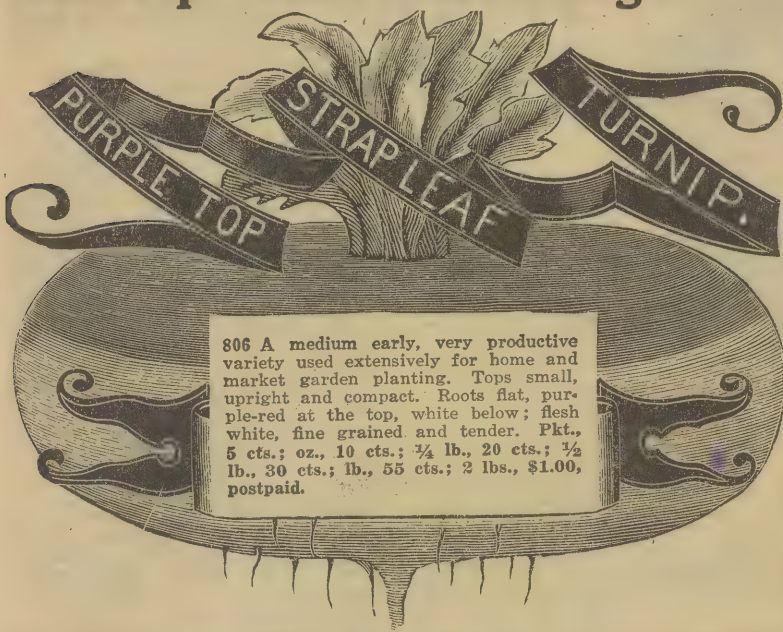 PURPLE TOP
STRAP LEAF
TURNIP.
806 A medium early, very productive
variety used extensively for home and
market garden planting. Tops small,
upright and compact. Roots flat, pur-
ple-red at the top, white below; flesh
white, fine grained and tender. Pkt.,
5 cts.; oz., 10 cts.; ¼ lb., 20 cts.; ½
lb., 30 cts.; lb., 55 cts.; 2 lbs., $1.00,
postpaid.